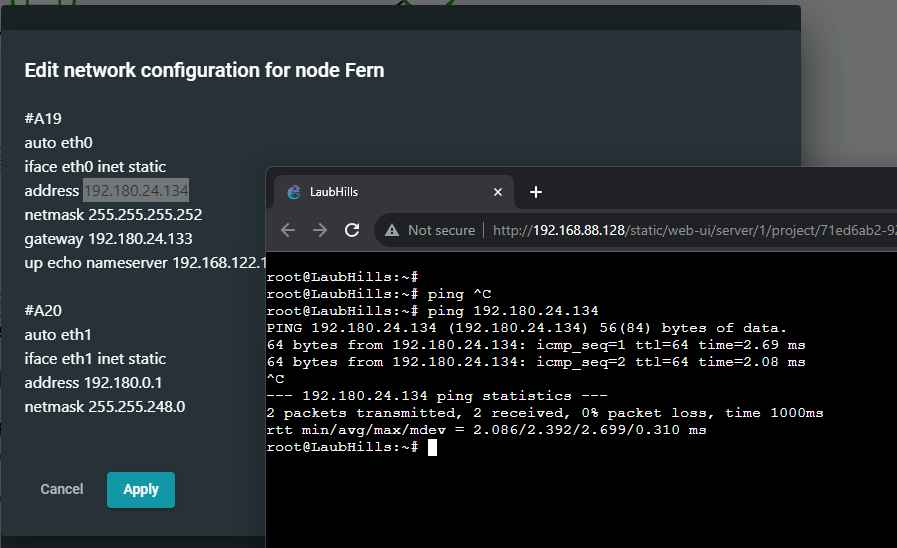 Edit network configuration for node Fern
#A19
auto eth0
iface eth0 inet static
address 192.180.24.134
netmask 255.255.255.252
gateway 192.180.24.133
up echo nameserver 192.168.122.1
#A20
auto eth1
iface eth1 inet static
address 192.180.0.1
netmask 255.255.248.0
Cancel
Apply
LaubHills
Not secure
http://192.168.88.128/static/web-ui/server/1/project/71ed6ab2-92
root@LaubHills:~#
root@LaubHills:~# ping ^C
root@LaubHills:~# ping 192.180.24.134
PING 192.180.24.134 (192.180.24.134) 56(84) bytes of data.
64 bytes from 192.180.24.134: icmp_seq=1 ttl=64 time=2.69 ms
64 bytes from 192.180.24.134: icmp_seq=2 ttl=64 time=2.08 ms
^C
--- 192.180.24.134 ping statistics ---
2 packets transmitted, 2 received, 0% packet loss, time 1000ms
rtt min/avg/max/mdev = 2.086/2.392/2.699/0.310 ms
root@LaubHills:~#